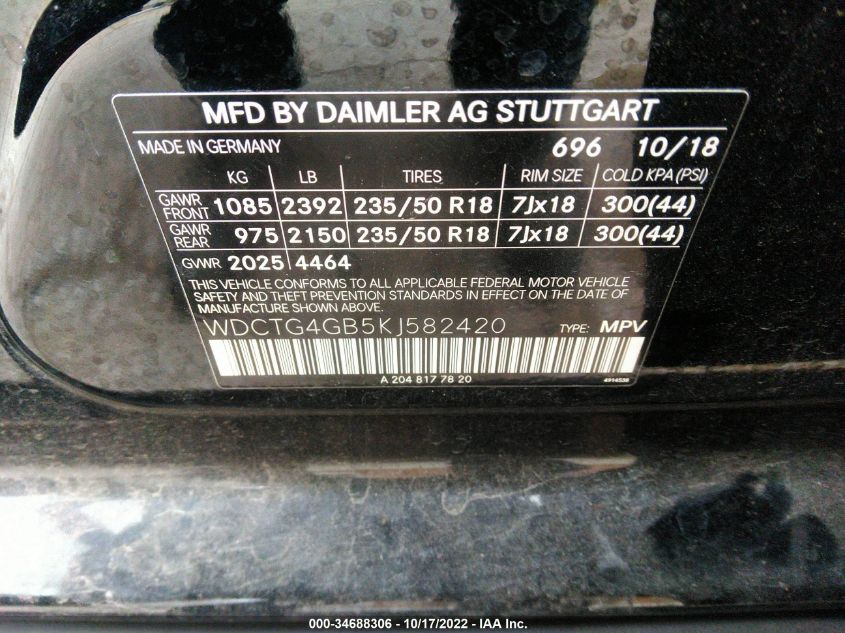 MFD BY DAIMLER AG STUTTGART
MADE IN GERMANY 696 10/18
KG LB TIRES RIM SIZE COLD KPA (PSI)
GAWR FRONT 1085 2392 235/50 R18 7Jx18 300(44)
GAWR REAR 975 2150 235/50 R18 7Jx18 300(44)
GVWR 2025 4464
THIS VEHICLE CONFORMS TO ALL APPLICABLE FEDERAL MOTOR VEHICLE
SAFETY AND THEFT PREVENTION STANDARDS IN EFFECT ON THE DATE OF
MANUFACTURE SHOWN ABOVE.
WDCTG4GB5KJ582420 TYPE: MPV
A 204 817 78 20 4914538
000-34688306 - 10/17/2022 - IAA Inc.